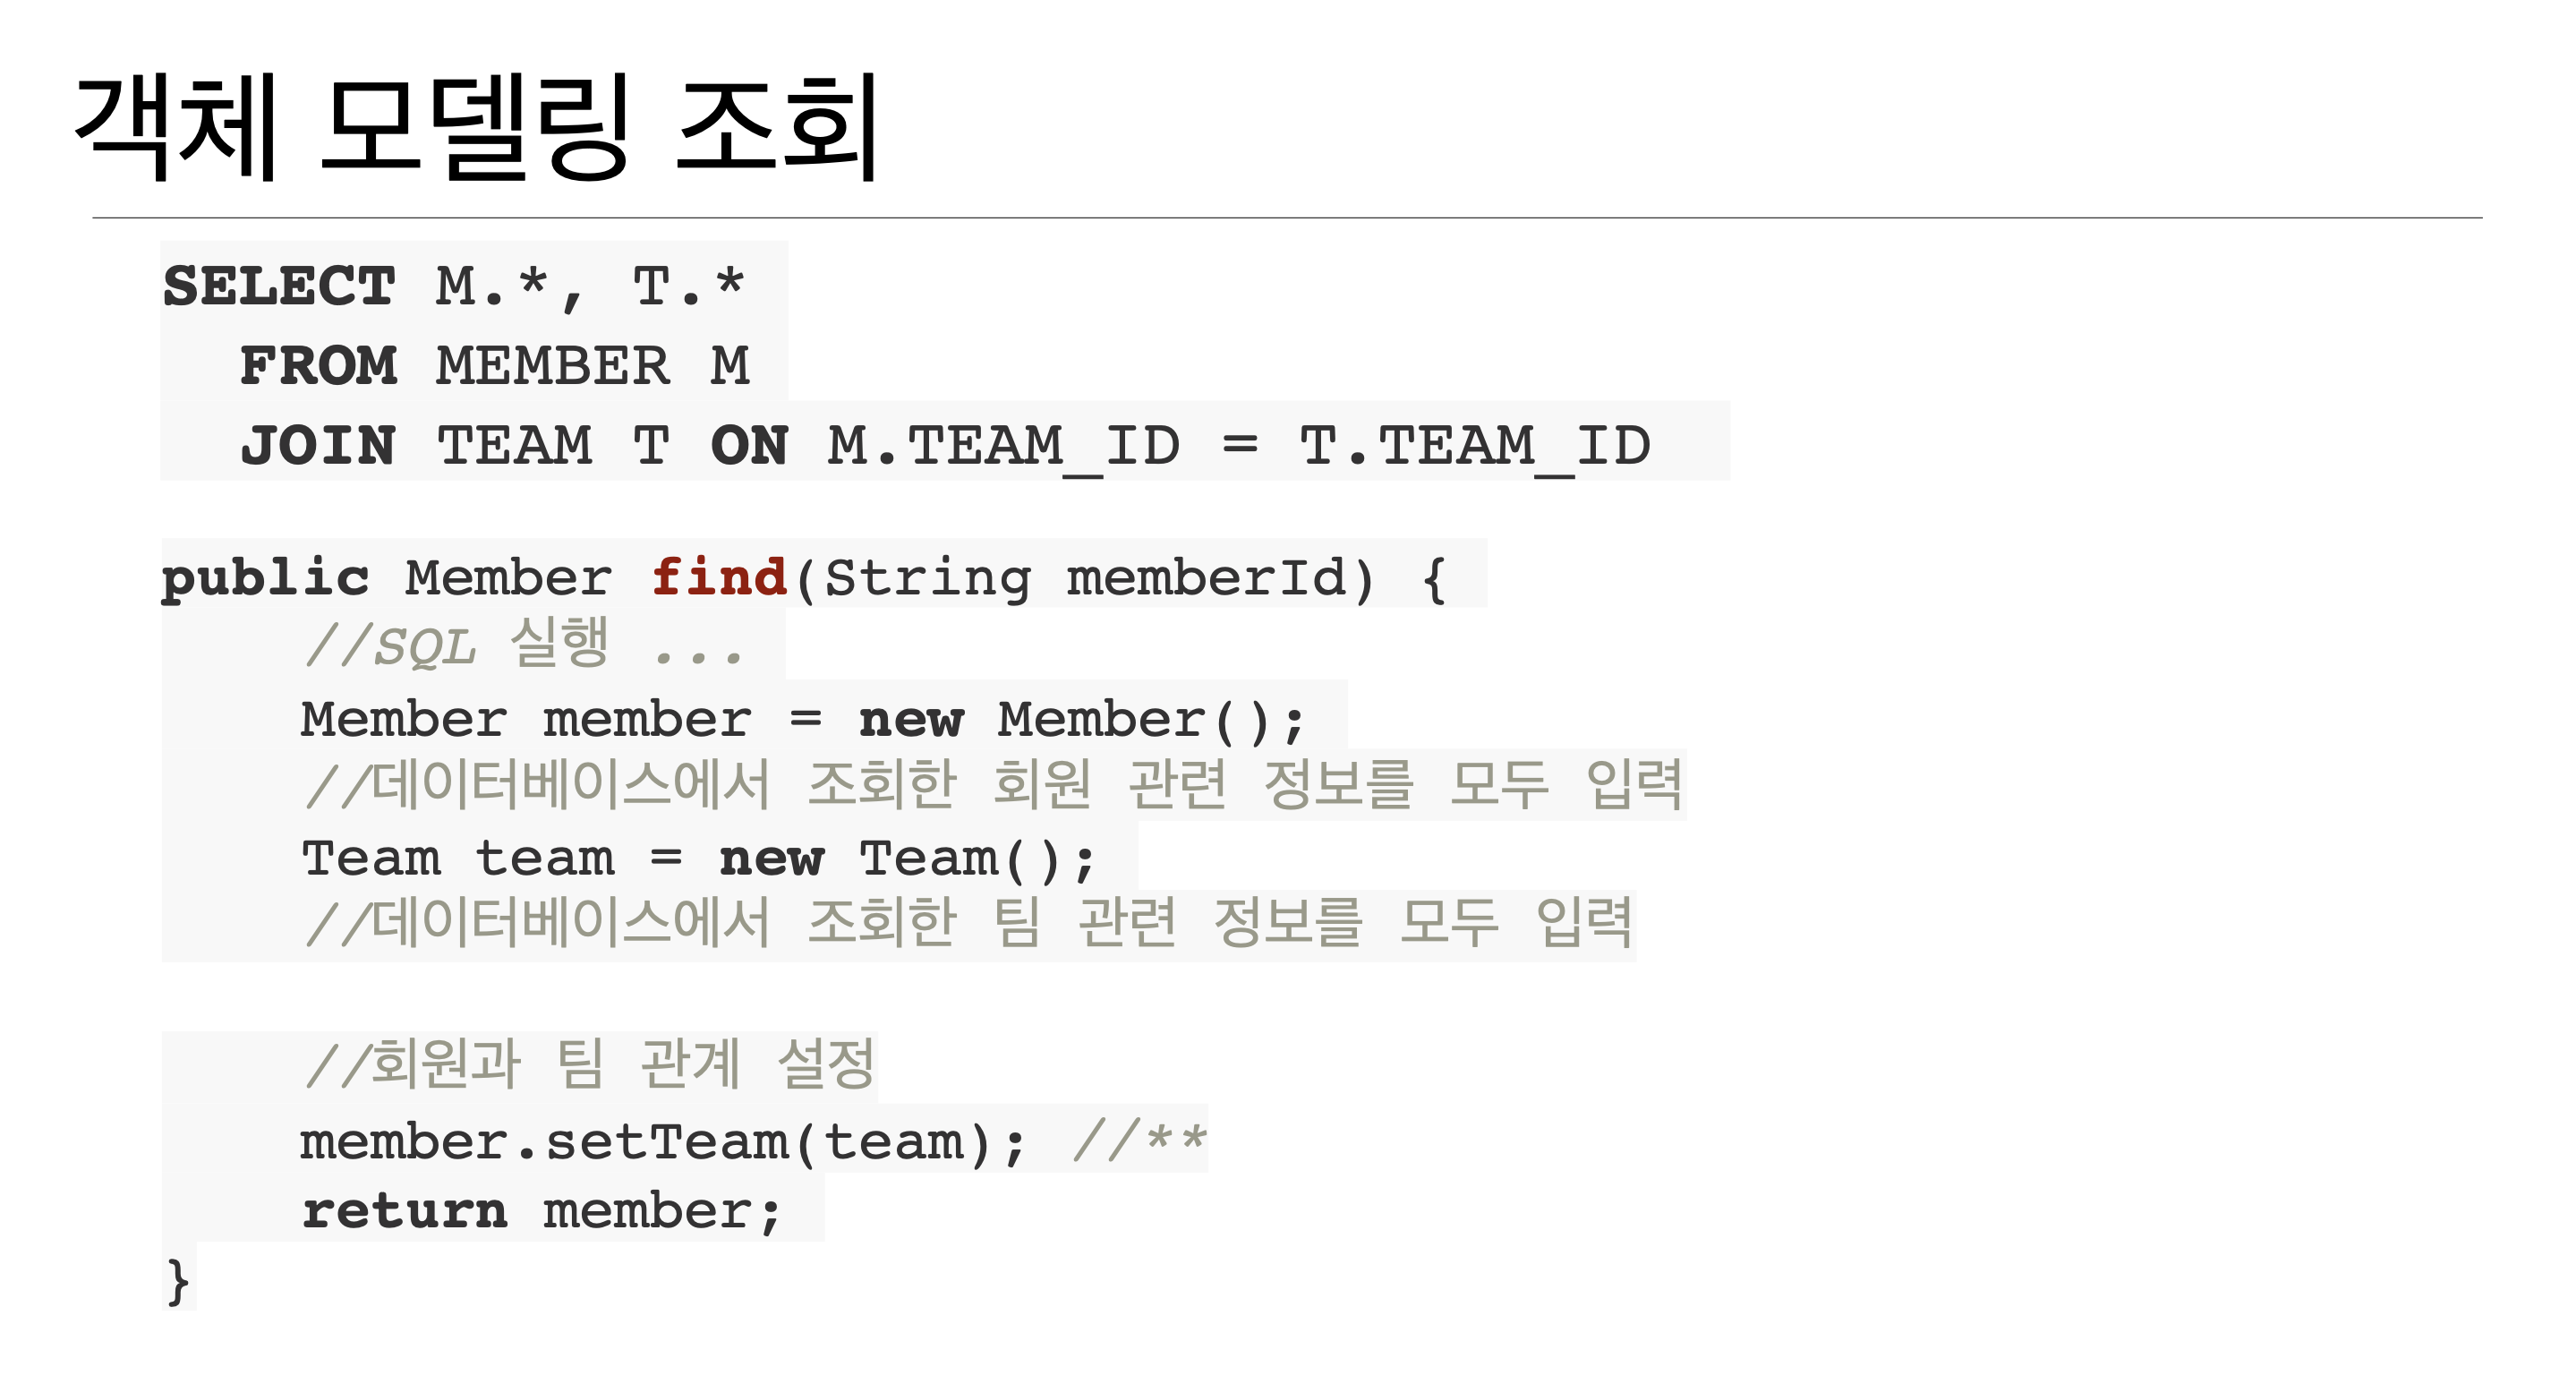 객체 모델링 조회
SELECT M.*, T.*
  FROM MEMBER M
  JOIN TEAM T ON M.TEAM_ID = T.TEAM_ID
public Member find(String memberId) {
    //SQL 실행 ...
    Member member = new Member();
    //데이터베이스에서 조회한 회원 관련 정보를 모두 입력
    Team team = new Team();
    //데이터베이스에서 조회한 팀 관련 정보를 모두 입력
    //회원과 팀 관계 설정
    member.setTeam(team); //**
    return member;
}